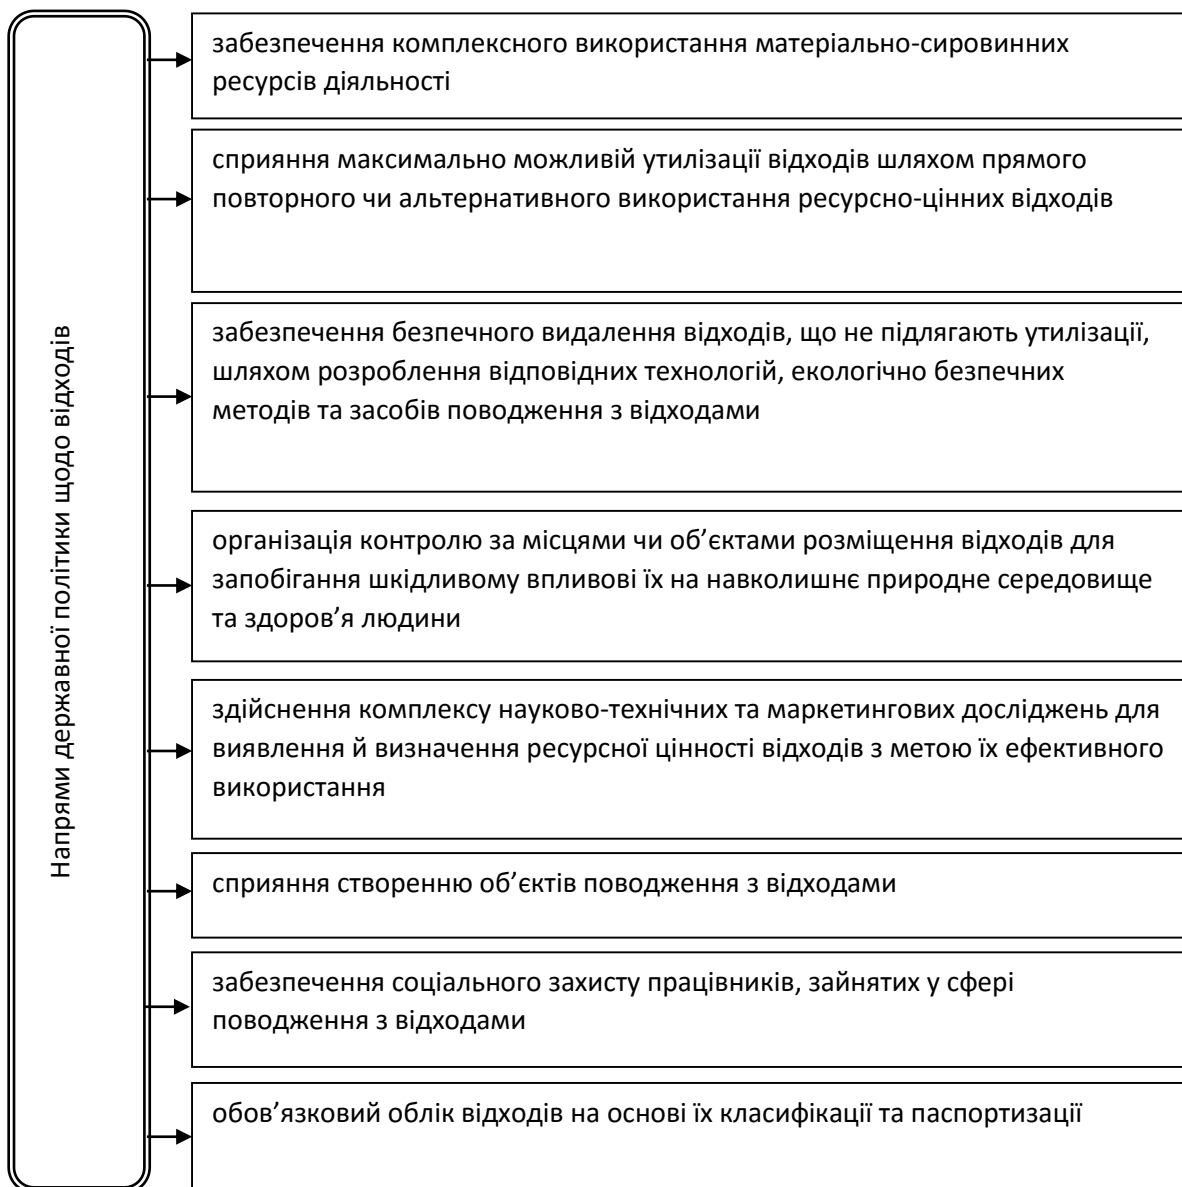 Напрями державної політики щодо відходів
забезпечення комплексного використання матеріально-сировинних
ресурсів діяльності
сприяння максимально можливій утилізації відходів шляхом прямого
повторного чи альтернативного використання ресурсно-цінних відходів
забезпечення безпечного видалення відходів, що не підлягають утилізації,
шляхом розроблення відповідних технологій, екологічно безпечних
методів та засобів поводження з відходами
організація контролю за місцями чи об’єктами розміщення відходів для
запобігання шкідливому впливові їх на навколишнє природне середовище
та здоров’я людини
здійснення комплексу науково-технічних та маркетингових досліджень для
виявлення й визначення ресурсної цінності відходів з метою їх ефективного
використання
сприяння створенню об’єктів поводження з відходами
забезпечення соціального захисту працівників, зайнятих у сфері
поводження з відходами
обов’язковий облік відходів на основі їх класифікації та паспортизації